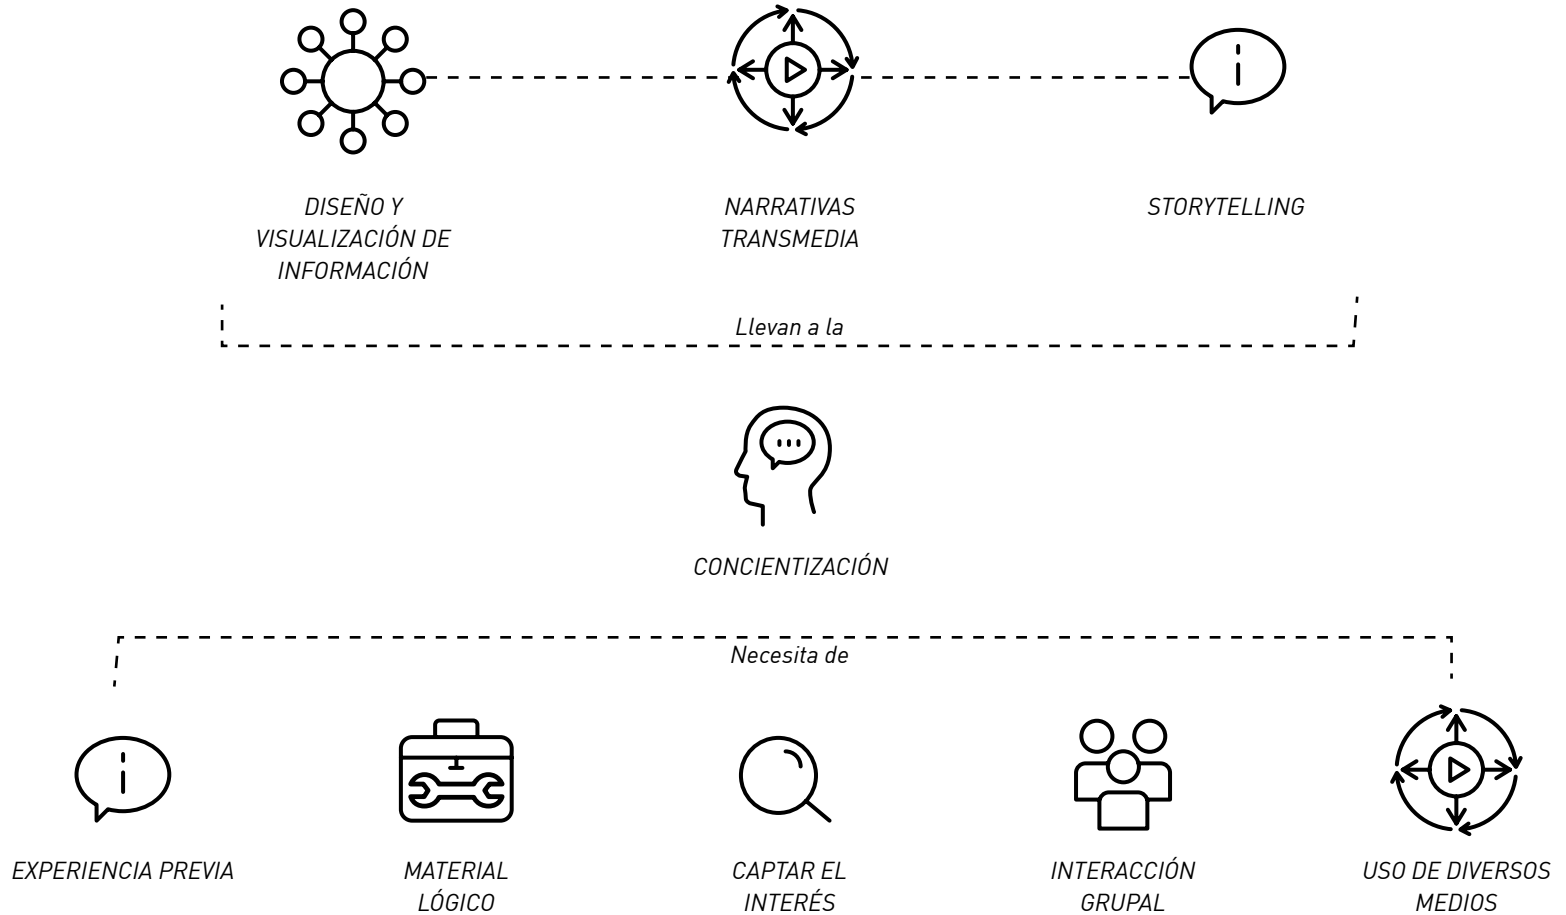 DISEÑO Y
VISUALIZACIÓN DE
INFORMACIÓN
NARRATIVAS
TRANSMEDIA
STORYTELLING
Llevan a la
CONCIENTIZACIÓN
Necesita de
EXPERIENCIA PREVIA
MATERIAL
LÓGICO
CAPTAR EL
INTERÉS
INTERACCIÓN
GRUPAL
USO DE DIVERSOS
MEDIOS